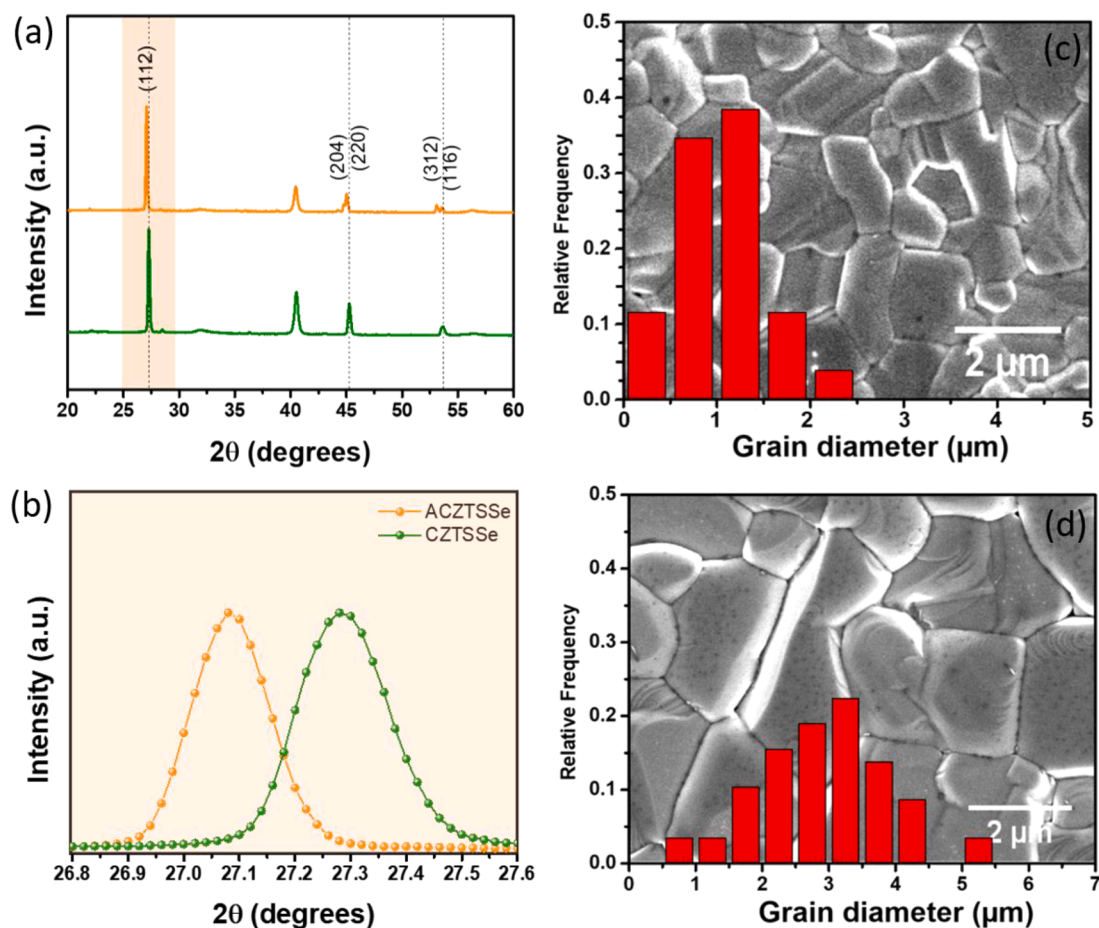 (a)
(112)
(204)
(220)
(312)
(116)
Intensity (a.u.)
20 25 30 35 40 45 50 55 60
2θ (degrees)
(b)
ACZTSSe
CZTSSe
Intensity (a.u.)
26.8 26.9 27.0 27.1 27.2 27.3 27.4 27.5 27.6
2θ (degrees)
(c)
0.5
0.4
0.3
0.2
0.1
0.0
Relative Frequency
2 μm
0 1 2 3 4 5
Grain diameter (μm)
(d)
0.5
0.4
0.3
0.2
0.1
0.0
Relative Frequency
2 μm
0 1 2 3 4 5 6 7
Grain diameter (μm)